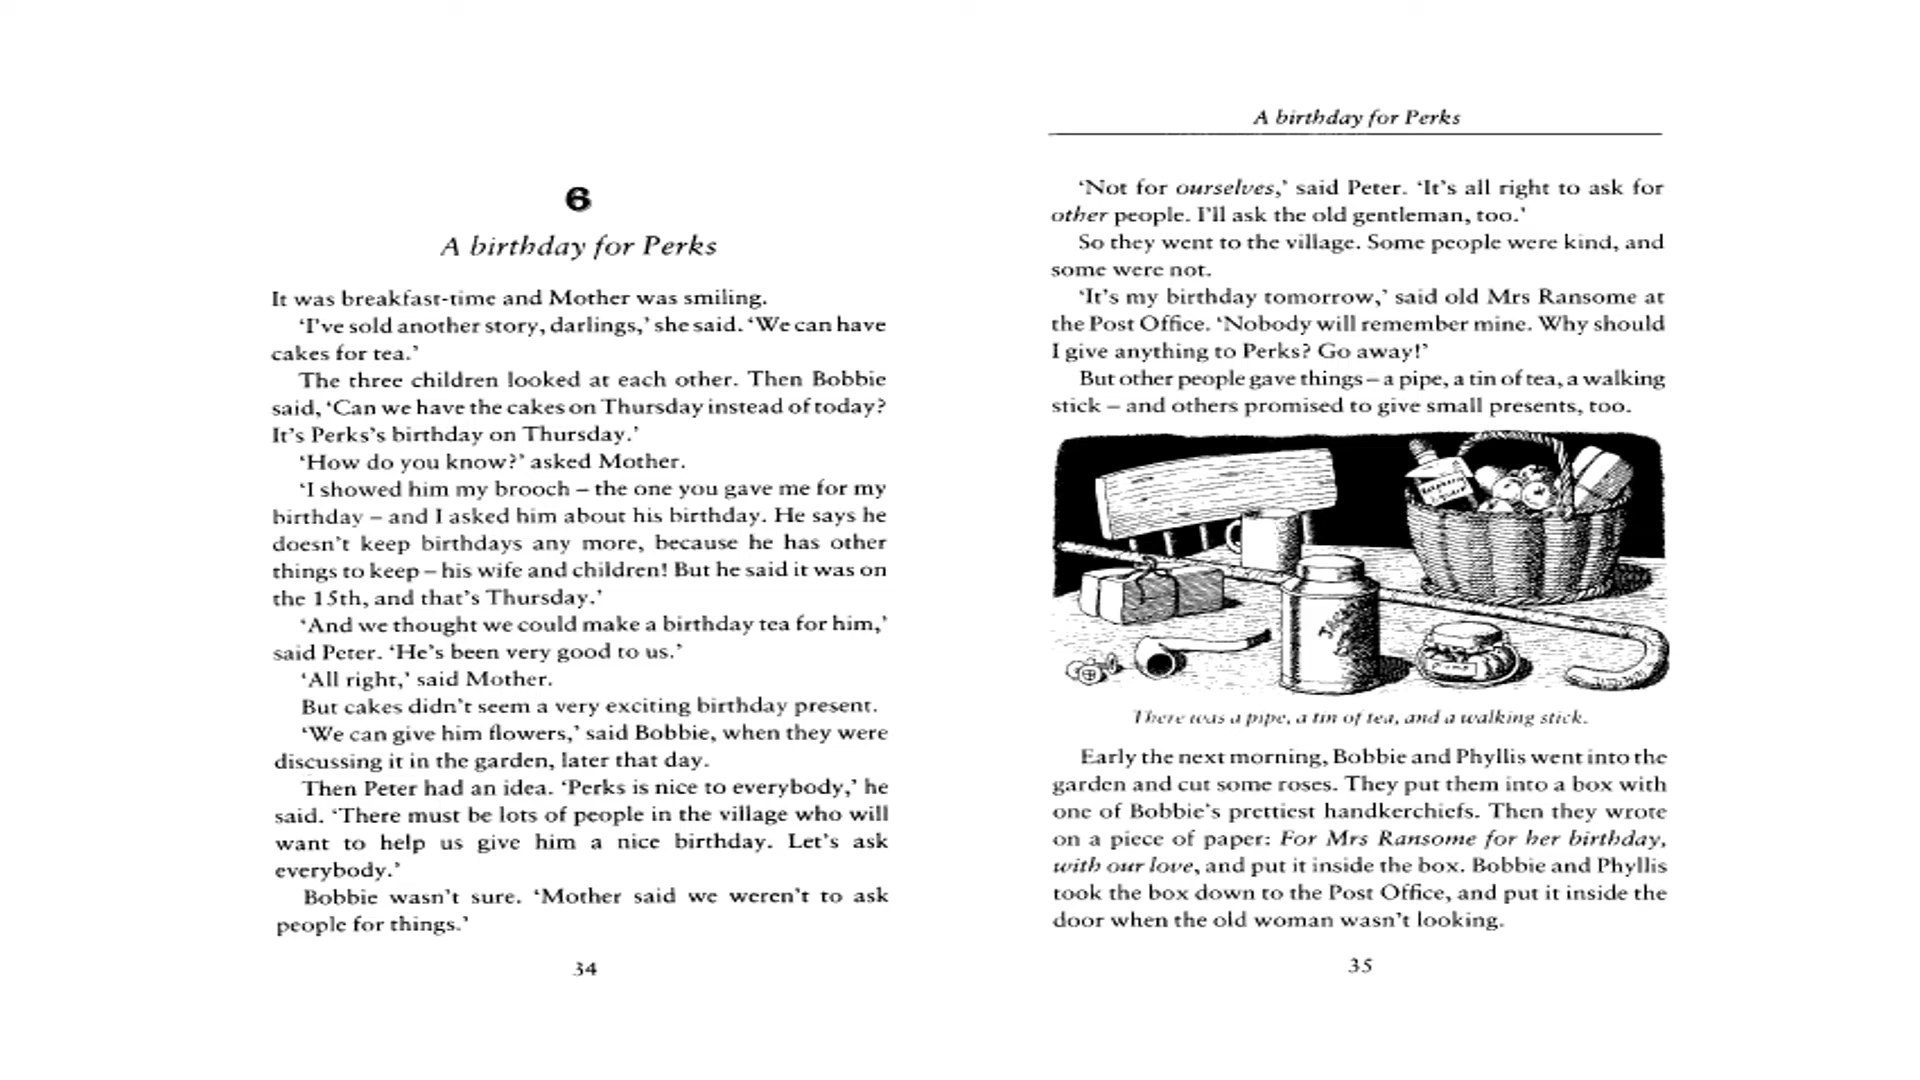 6
A birthday for Perks
It was breakfast-time and Mother was smiling.
‘I’ve sold another story, darlings,’ she said. ‘We can have
cakes for tea.’
The three children looked at each other. Then Bobbie
said, ‘Can we have the cakes on Thursday instead of today?
It’s Perks’s birthday on Thursday.’
‘How do you know?’ asked Mother.
‘I showed him my brooch – the one you gave me for my
birthday – and I asked him about his birthday. He says he
doesn’t keep birthdays any more, because he has other
things to keep – his wife and children! But he said it was on
the 15th, and that’s Thursday.’
‘And we thought we could make a birthday tea for him,’
said Peter. ‘He’s been very good to us.’
‘All right,’ said Mother.
But cakes didn’t seem a very exciting birthday present.
‘We can give him flowers,’ said Bobbie, when they were
discussing it in the garden, later that day.
Then Peter had an idea. ‘Perks is nice to everybody,’ he
said. ‘There must be lots of people in the village who will
want to help us give him a nice birthday. Let’s ask
everybody.’
Bobbie wasn’t sure. ‘Mother said we weren’t to ask
people for things.’
34
A birthday for Perks
‘Not for ourselves,’ said Peter. ‘It’s all right to ask for
other people. I’ll ask the old gentleman, too.’
So they went to the village. Some people were kind, and
some were not.
‘It’s my birthday tomorrow,’ said old Mrs Ransome at
the Post Office. ‘Nobody will remember mine. Why should
I give anything to Perks? Go away!’
But other people gave things – a pipe, a tin of tea, a walking
stick – and others promised to give small presents, too.
There was a pipe, a tin of tea, and a walking stick.
Early the next morning, Bobbie and Phyllis went into the
garden and cut some roses. They put them into a box with
one of Bobbie’s prettiest handkerchiefs. Then they wrote
on a piece of paper: For Mrs Ransome for her birthday,
with our love, and put it inside the box. Bobbie and Phyllis
took the box down to the Post Office, and put it inside the
door when the old woman wasn’t looking.
35